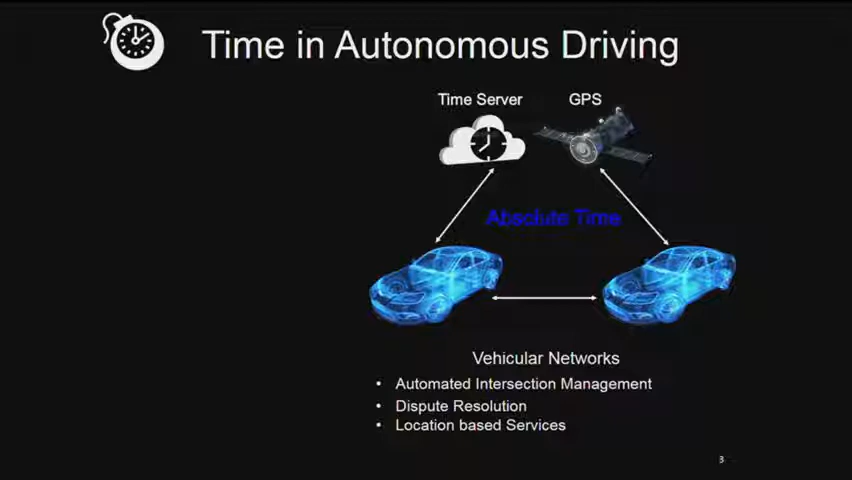 Time in Autonomous Driving
Time Server GPS
Absolute Time
Vehicular Networks
• Automated Intersection Management
• Dispute Resolution
• Location based Services
3